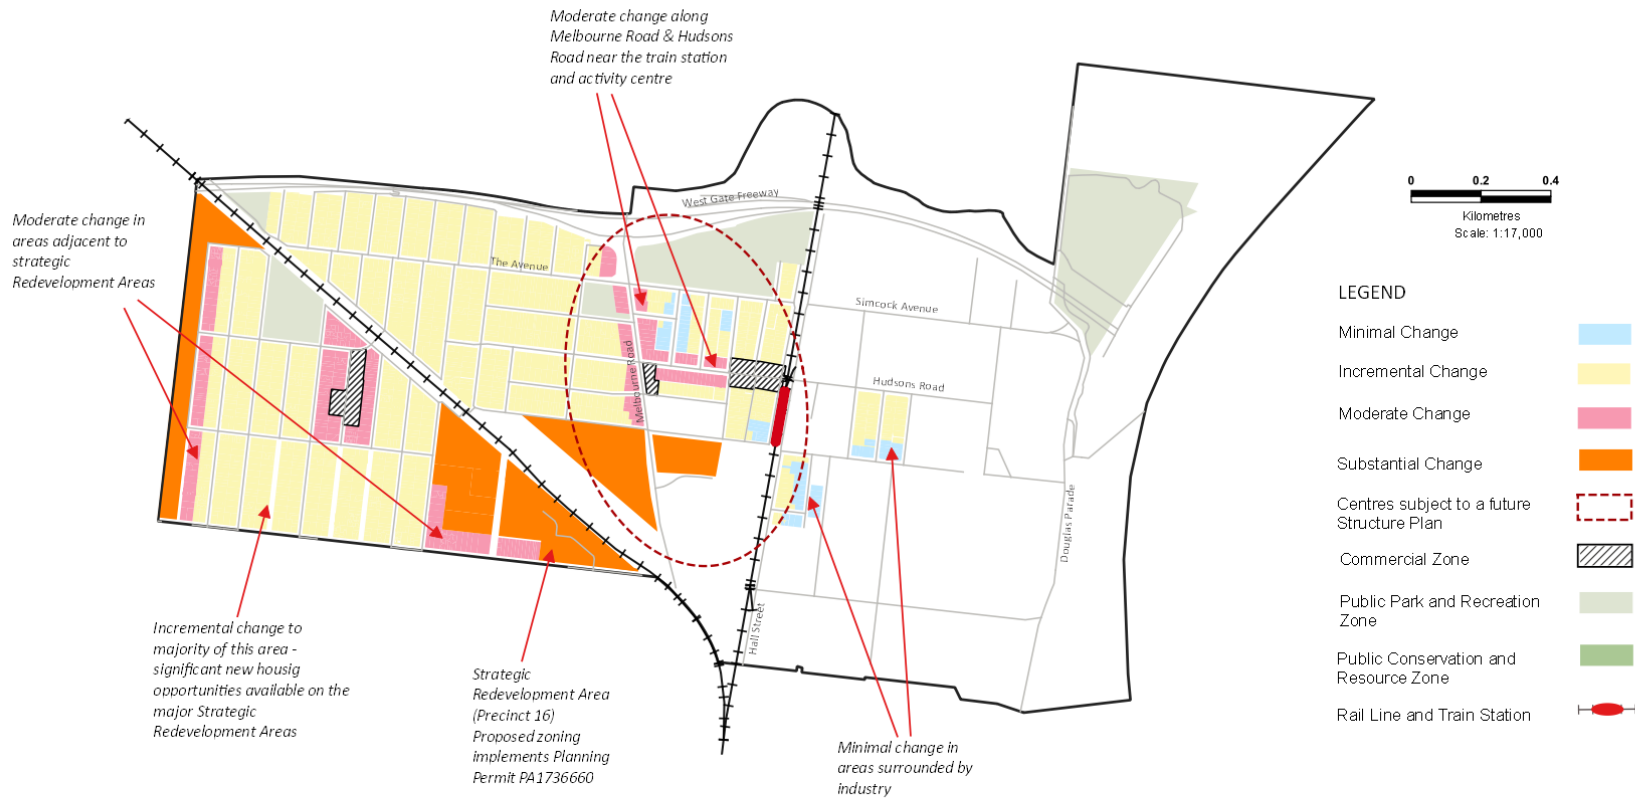 Moderate change along
Melbourne Road & Hudsons
Road near the train station
and activity centre
West Gate Freeway
0 0.2 0.4
Kilometres
Scale: 1:17,000
Moderate change in
areas adjacent to
strategic
Redevelopment Areas
The Avenue
Simcock Avenue
Melbourne Road
Hudsons Road
Douglas Parade
Hall Street
LEGEND
Minimal Change
Incremental Change
Moderate Change
Substantial Change
Centres subject to a future
Structure Plan
Commercial Zone
Public Park and Recreation
Zone
Public Conservation and
Resource Zone
Rail Line and Train Station
Incremental change to
majority of this area -
significant new housig
opportunities available on the
major Strategic
Redevelopment Areas
Strategic
Redevelopment Area
(Precinct 16)
Proposed zoning
implements Planning
Permit PA1736660
Minimal change in
areas surrounded by
industry